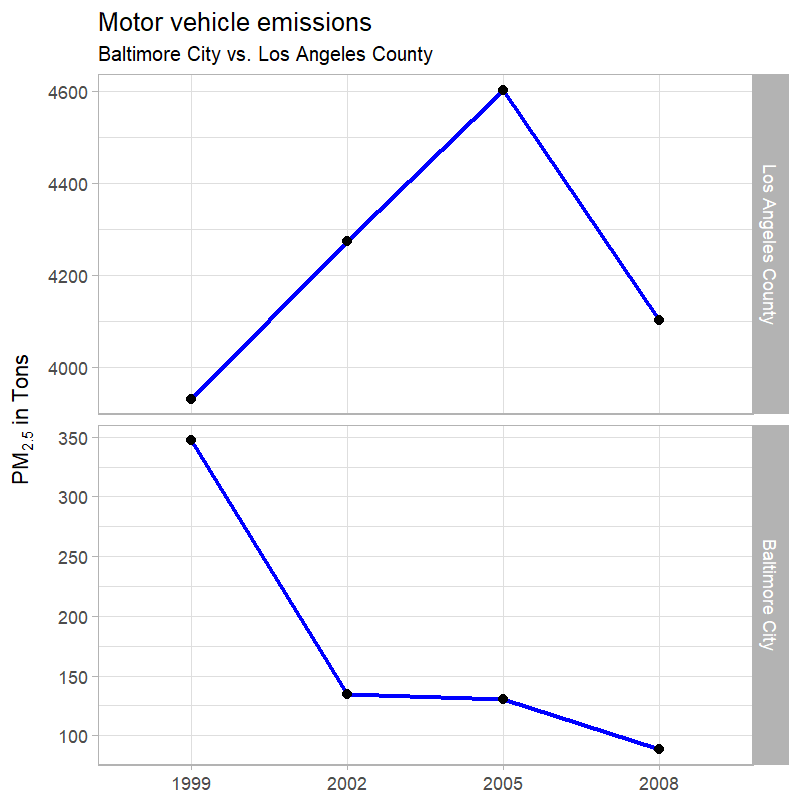 Motor vehicle emissions
Baltimore City vs. Los Angeles County
PM2.5 in Tons
4600
4400
4200
4000
Los Angeles County
350
300
250
200
150
100
Baltimore City
1999 2002 2005 2008